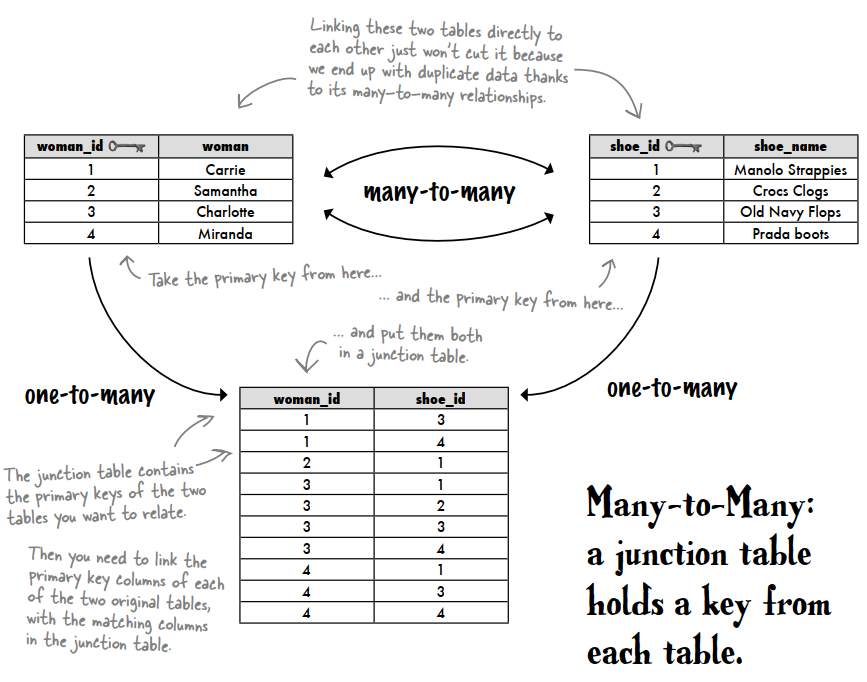 Linking these two tables directly to
each other just won't cut it because
we end up with duplicate data thanks
to its many-to-many relationships.
woman_id woman
1 Carrie
2 Samantha
3 Charlotte
4 Miranda
many-to-many
shoe_id shoe_name
1 Manolo Strappies
2 Crocs Clogs
3 Old Navy Flops
4 Prada boots
Take the primary key from here...
... and the primary key from here...
... and put them both
in a junction table.
one-to-many
one-to-many
woman_id shoe_id
1 3
1 4
2 1
3 1
3 2
3 3
3 4
4 1
4 3
4 4
The junction table contains
the primary keys of the two
tables you want to relate.
Then you need to link the
primary key columns of each
of the two original tables,
with the matching columns
in the junction table.
Many-to-Many:
a junction table
holds a key from
each table.